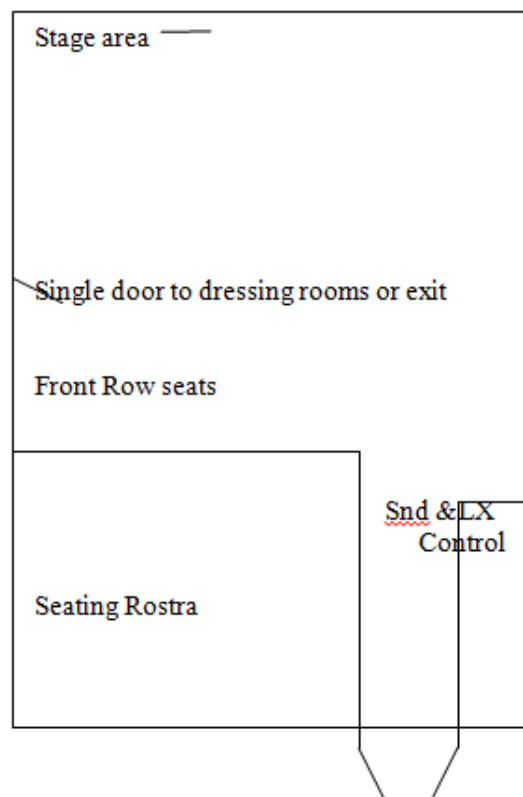 Stage area
Single door to dressing rooms or exit
Front Row seats
Snd &LX
Control
Seating Rostra